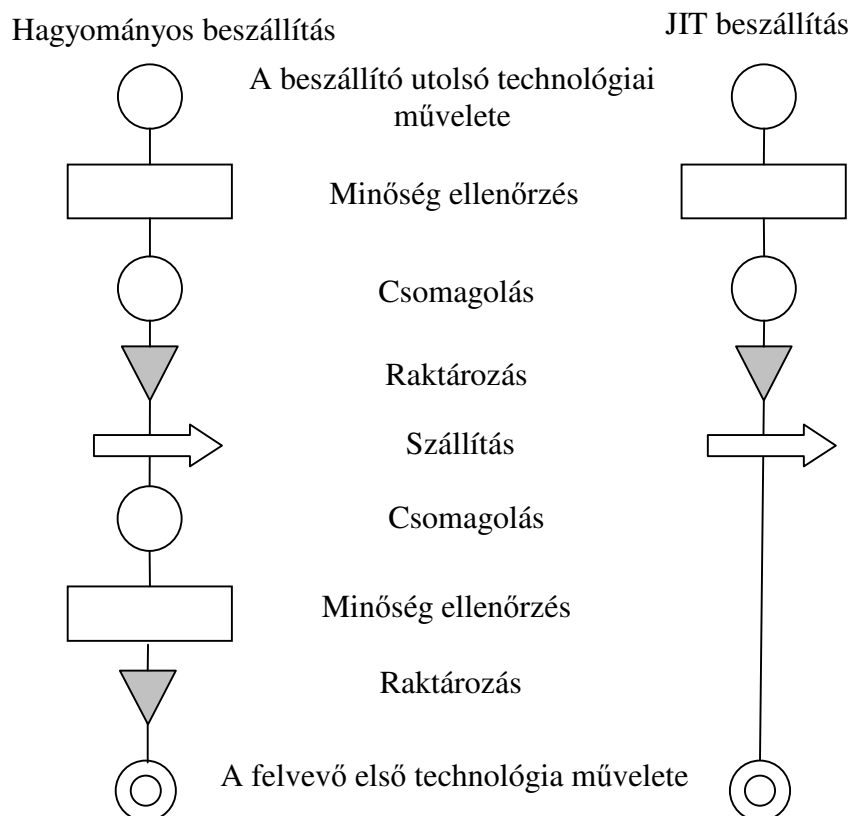 Hagyományos beszállítás
JIT beszállítás
A beszállító utolsó technológiai
művelete
Minőség ellenőrzés
Csomagolás
Raktározás
Szállítás
Csomagolás
Minőség ellenőrzés
Raktározás
A felvevő első technológia művelete